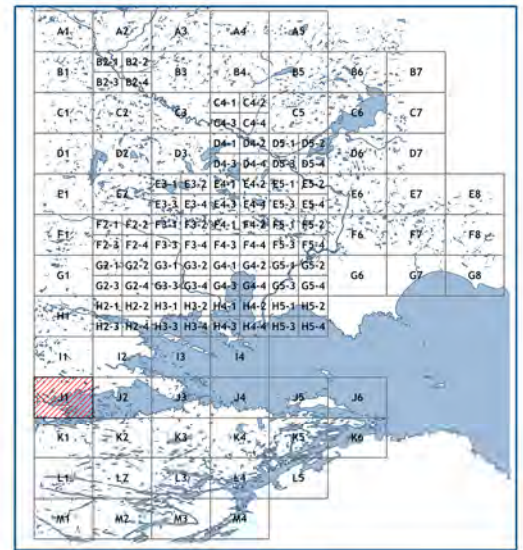 A1 A2 A3 A4 A5
B1 B2-1 B2-2 B3 B4 B5 B6 B7
B2-3 B2-4
C1 C2 C3 C4-1 C4-2 C5 C6 C7
C4-3 C4-4
D1 D2 D3 D4-1 D4-2 D5-1 D5-2 D6 D7
D4-3 D4-4 D5-3 D5-4
E1 E2 E3-1 E3-2 E4-1 E4-2 E5-1 E5-2 E6 E7 E8
E3-3 E3-4 E4-3 E4-4 E5-3 E5-4
F1 F2-1 F2-2 F3-1 F3-2 F4-1 F4-2 F5-1 F5-2 F6 F7 F8
F2-3 F2-4 F3-3 F3-4 F4-3 F4-4 F5-3 F5-4
G1 G2-1 G2-2 G3-1 G3-2 G4-1 G4-2 G5-1 G5-2 G6 G7 G8
G2-3 G2-4 G3-3 G3-4 G4-3 G4-4 G5-3 G5-4
H1 H2-1 H2-2 H3-1 H3-2 H4-1 H4-2 H5-1 H5-2
H2-3 H2-4 H3-3 H3-4 H4-3 H4-4 H5-3 H5-4
I1 I2 I3 I4
J1 J2 J3 J4 J5 J6
K1 K2 K3 K4 K5 K6
L1 L2 L3 L4 L5
M1 M2 M3 M4